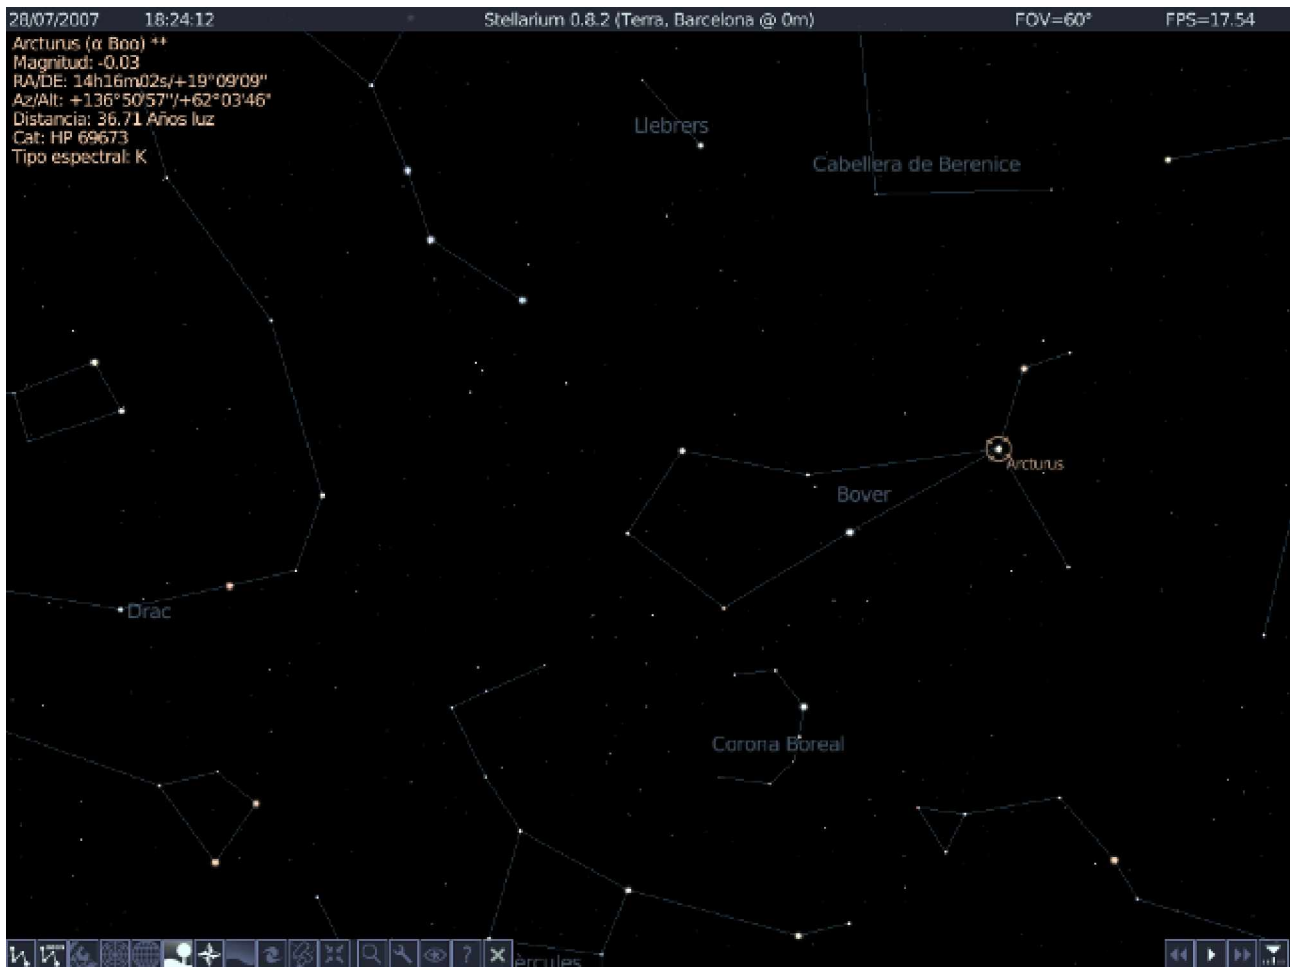 28/07/2007 18:24:12 Stellarium 0.8.2 (Terra, Barcelona @ 0m) FOV=60° FPS=17.54
Arcturus (α Boo) **
Magnitud: -0.03
RA/DE: 14h16m02s/+19°09'09"
Az/Alt: +136°50'57"/+62°03'46"
Distancia: 36.71 Años luz
Cat: HP 69673
Tipo espectral: K
Llebrers
Cabellera de Berenice
Arcturus
Bover
Drac
Corona Boreal
èrcules